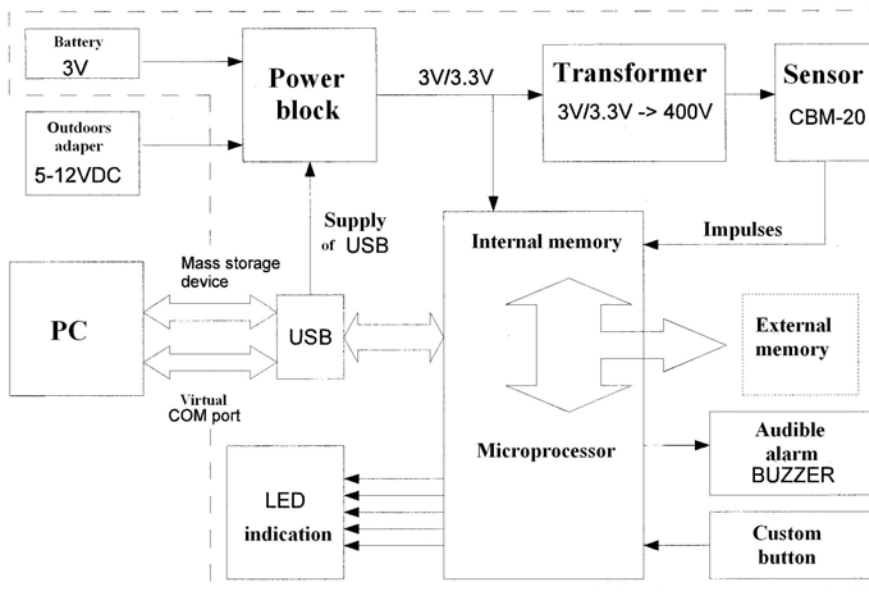 Battery
3V
Power
block
3V/3.3V
Transformer
3V/3.3V -> 400V
Sensor
CBM-20
Outdoors
adaper
5-12VDC
Supply
of USB
Internal memory
Impulses
Mass storage
device
PC
USB
External
memory
Virtual
COM port
Microprocessor
Audible
alarm
BUZZER
LED
indication
Custom
button